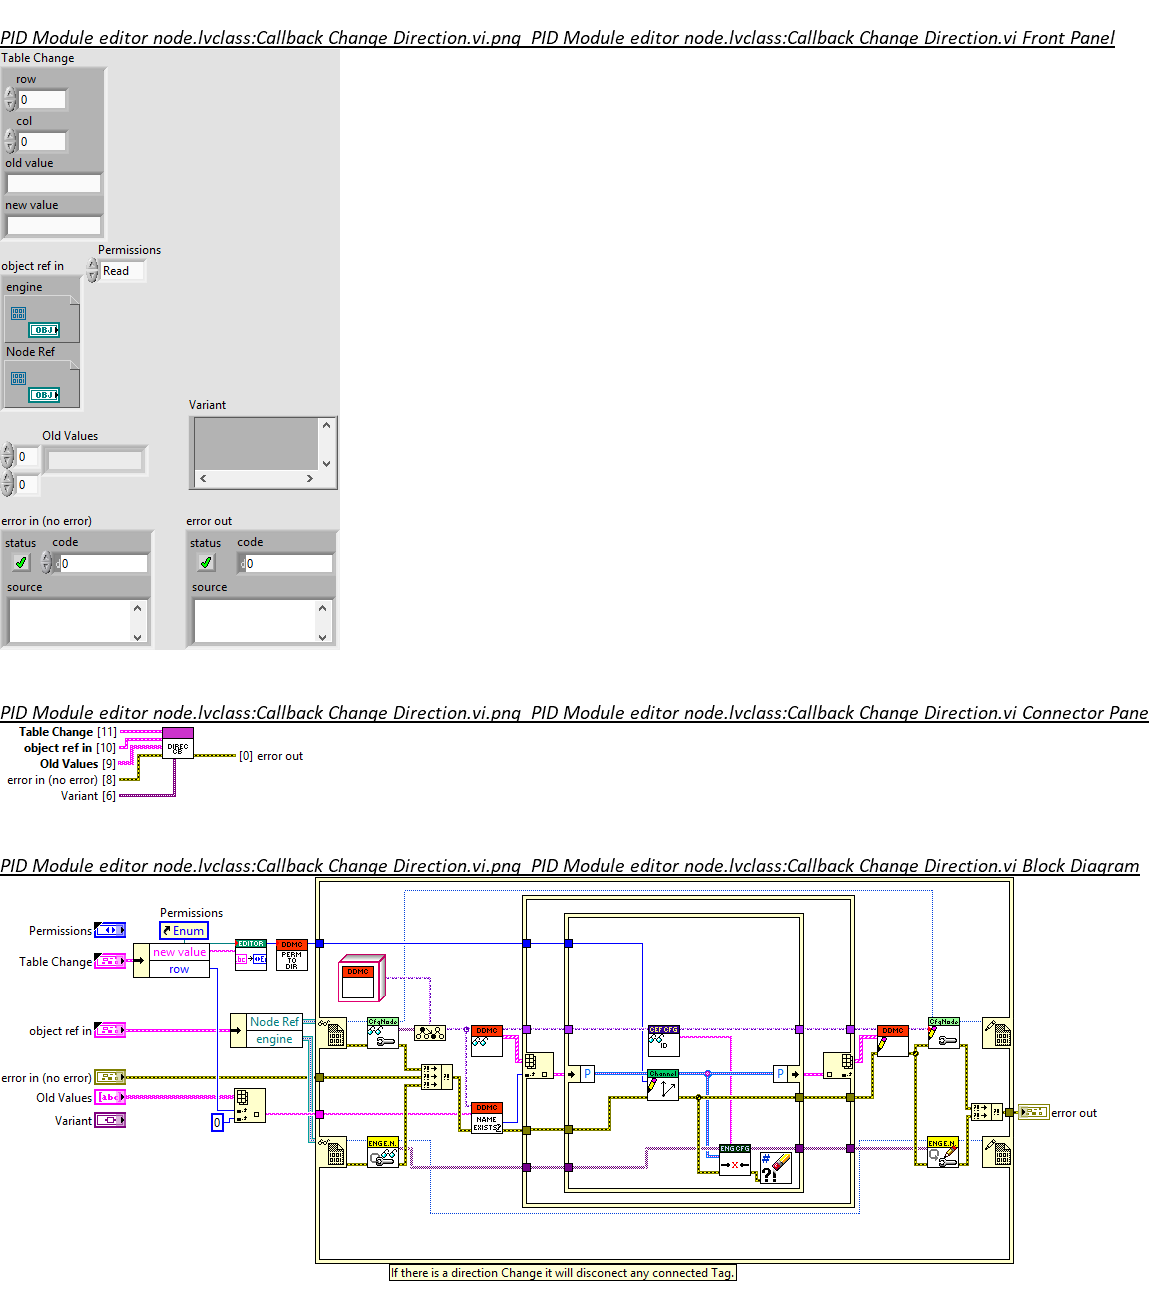 PID Module editor node.lvclass:Callback Change Direction.vi.png  PID Module editor node.lvclass:Callback Change Direction.vi Front Panel
Table Change
row
0
col
0
old value
new value
Permissions
Read
object ref in
engine
OBJ
Node Ref
OBJ
Variant
Old Values
0
0
error in (no error)
status code
0
source
error out
status code
0
source
PID Module editor node.lvclass:Callback Change Direction.vi.png  PID Module editor node.lvclass:Callback Change Direction.vi Connector Pane
Table Change [11]
object ref in [10]
Old Values [9]
error in (no error) [8]
Variant [6]
DIREC CB
[0] error out
PID Module editor node.lvclass:Callback Change Direction.vi.png  PID Module editor node.lvclass:Callback Change Direction.vi Block Diagram
Permissions
Enum
Permissions
Table Change
new value
row
EDITOR
DDMC
PERM TO DIR
DDMC
object ref in
Node Ref
engine
CfgNode
DDMC
CEF CFG
ID
DDMC
CfgNode
error in (no error)
Old Values
abc
Variant
0
DDMC
NAME EXISTS?
P
Channel
P
ENG CFG
ENG E.N.
ENG E.N.
error out
If there is a direction Change it will disconect any connected Tag.